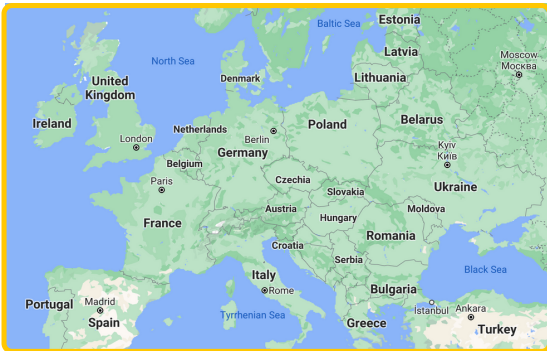 Baltic Sea
Estonia
Latvia
Moscow
Москва
North Sea
Denmark
Lithuania
United
Kingdom
Ireland
London
Netherlands
Berlin
Poland
Belarus
Germany
Belgium
Kyiv
Київ
Paris
Czechia
Slovakia
Ukraine
France
Austria
Hungary
Moldova
Croatia
Romania
Serbia
Italy
Rome
Bulgaria
Black Sea
Portugal
Madrid
Spain
Tyrrhenian Sea
Greece
İstanbul
Ankara
Turkey